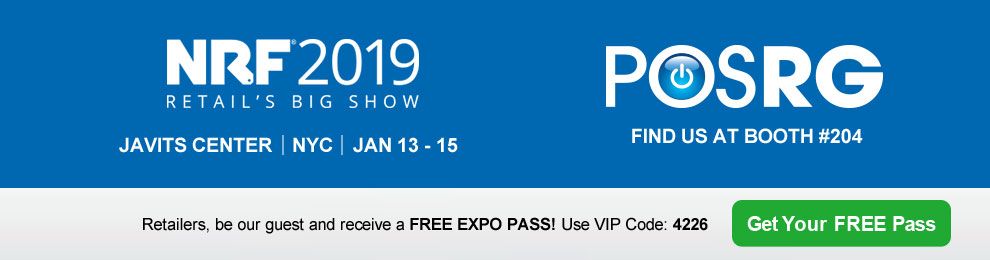 NRF® 2019
RETAIL'S BIG SHOW
JAVITS CENTER | NYC | JAN 13 - 15
POSRG
FIND US AT BOOTH #204
Retailers, be our guest and receive a FREE EXPO PASS! Use VIP Code: 4226
Get Your FREE Pass